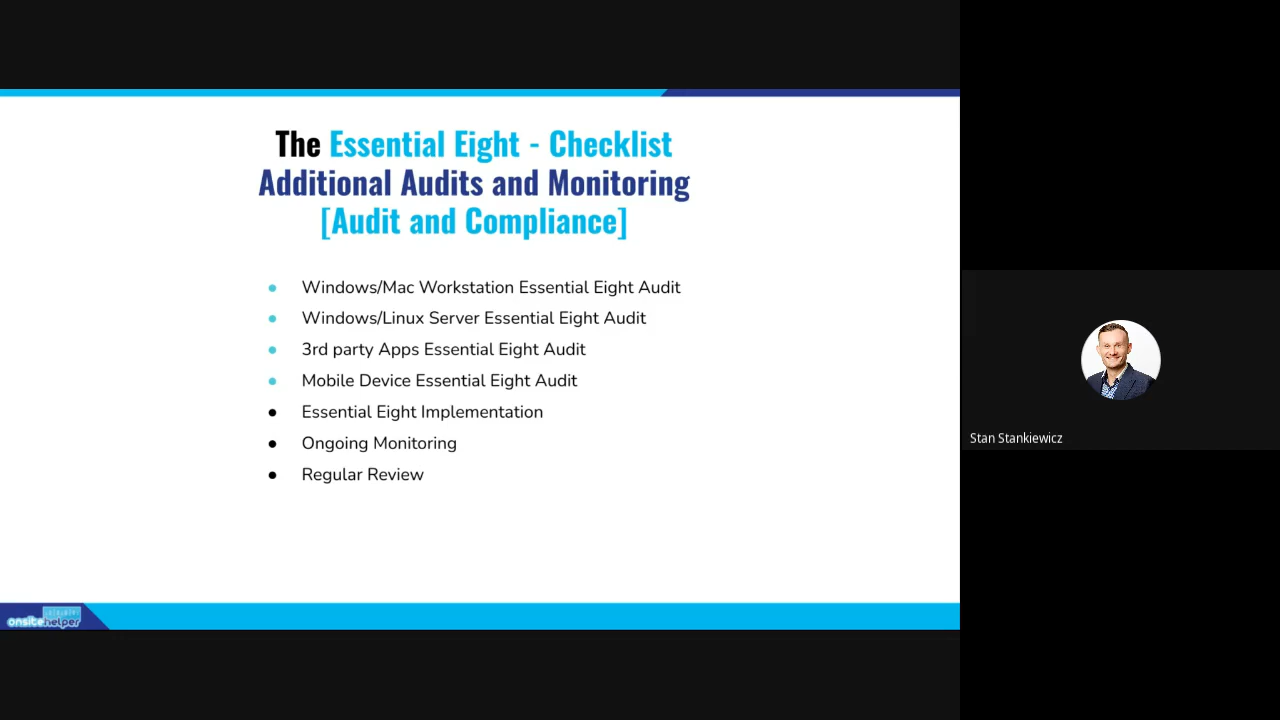 The Essential Eight - Checklist
Additional Audits and Monitoring
[Audit and Compliance]
Windows/Mac Workstation Essential Eight Audit
Windows/Linux Server Essential Eight Audit
3rd party Apps Essential Eight Audit
Mobile Device Essential Eight Audit
Essential Eight Implementation
Ongoing Monitoring
Regular Review
onsite helper
Stan Stankiewicz